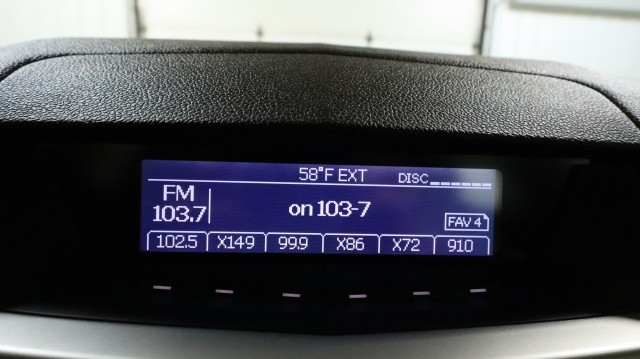 58°F EXT DISC
FM
103.7 on 103-7
FAV 4
102.5 X149 99.9 X86 X72 910